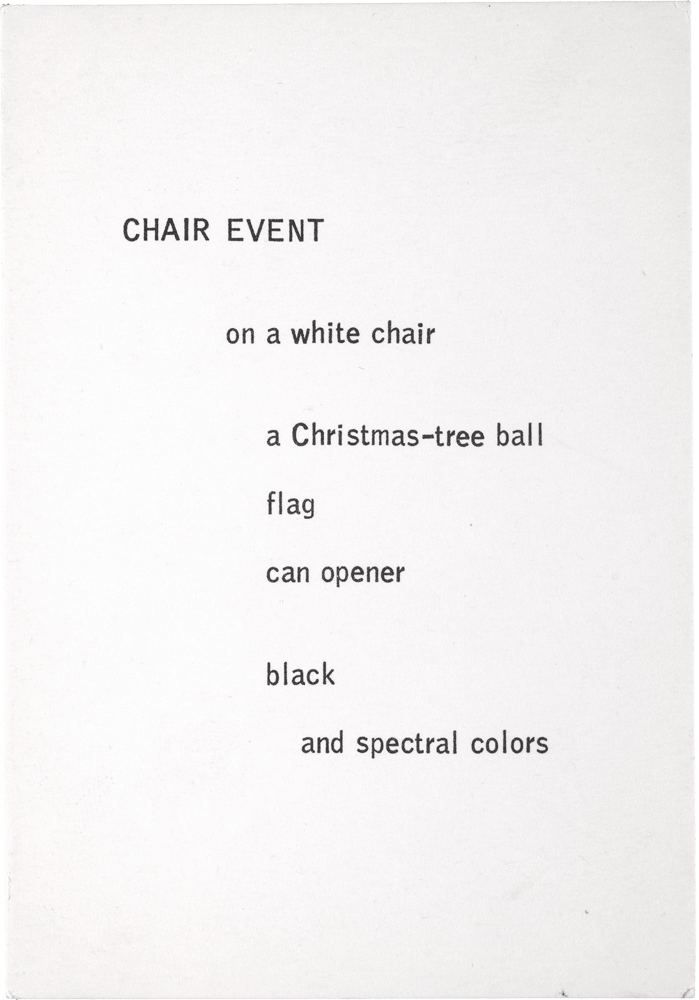 CHAIR EVENT
on a white chair
a Christmas-tree ball
flag
can opener
black
and spectral colors